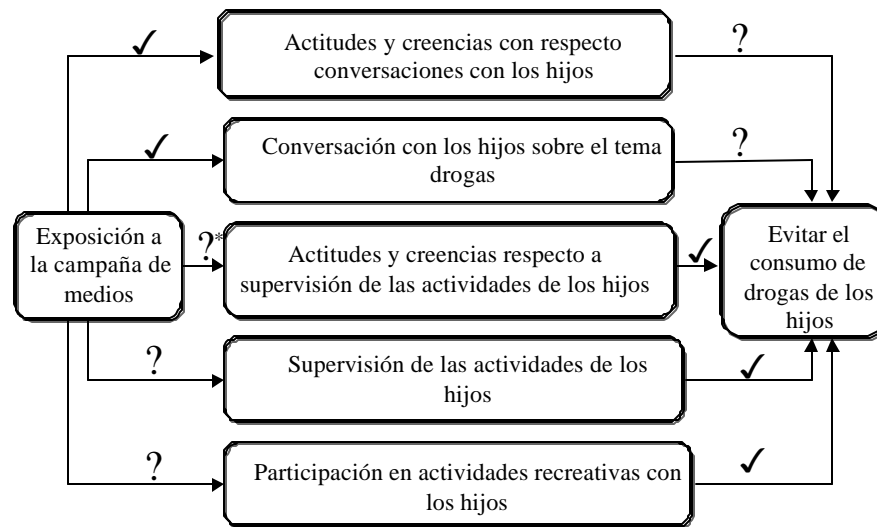 ✓
Actitudes y creencias con respecto
conversaciones con los hijos
?
✓
Conversación con los hijos sobre el tema
drogas
?
Exposición a
la campaña de
medios
?*
Actitudes y creencias respecto a
supervisión de las actividades de los hijos
✓
Evitar el
consumo de
drogas de los
hijos
?
Supervisión de las actividades de los
hijos
✓
?
Participación en actividades recreativas con
los hijos
✓